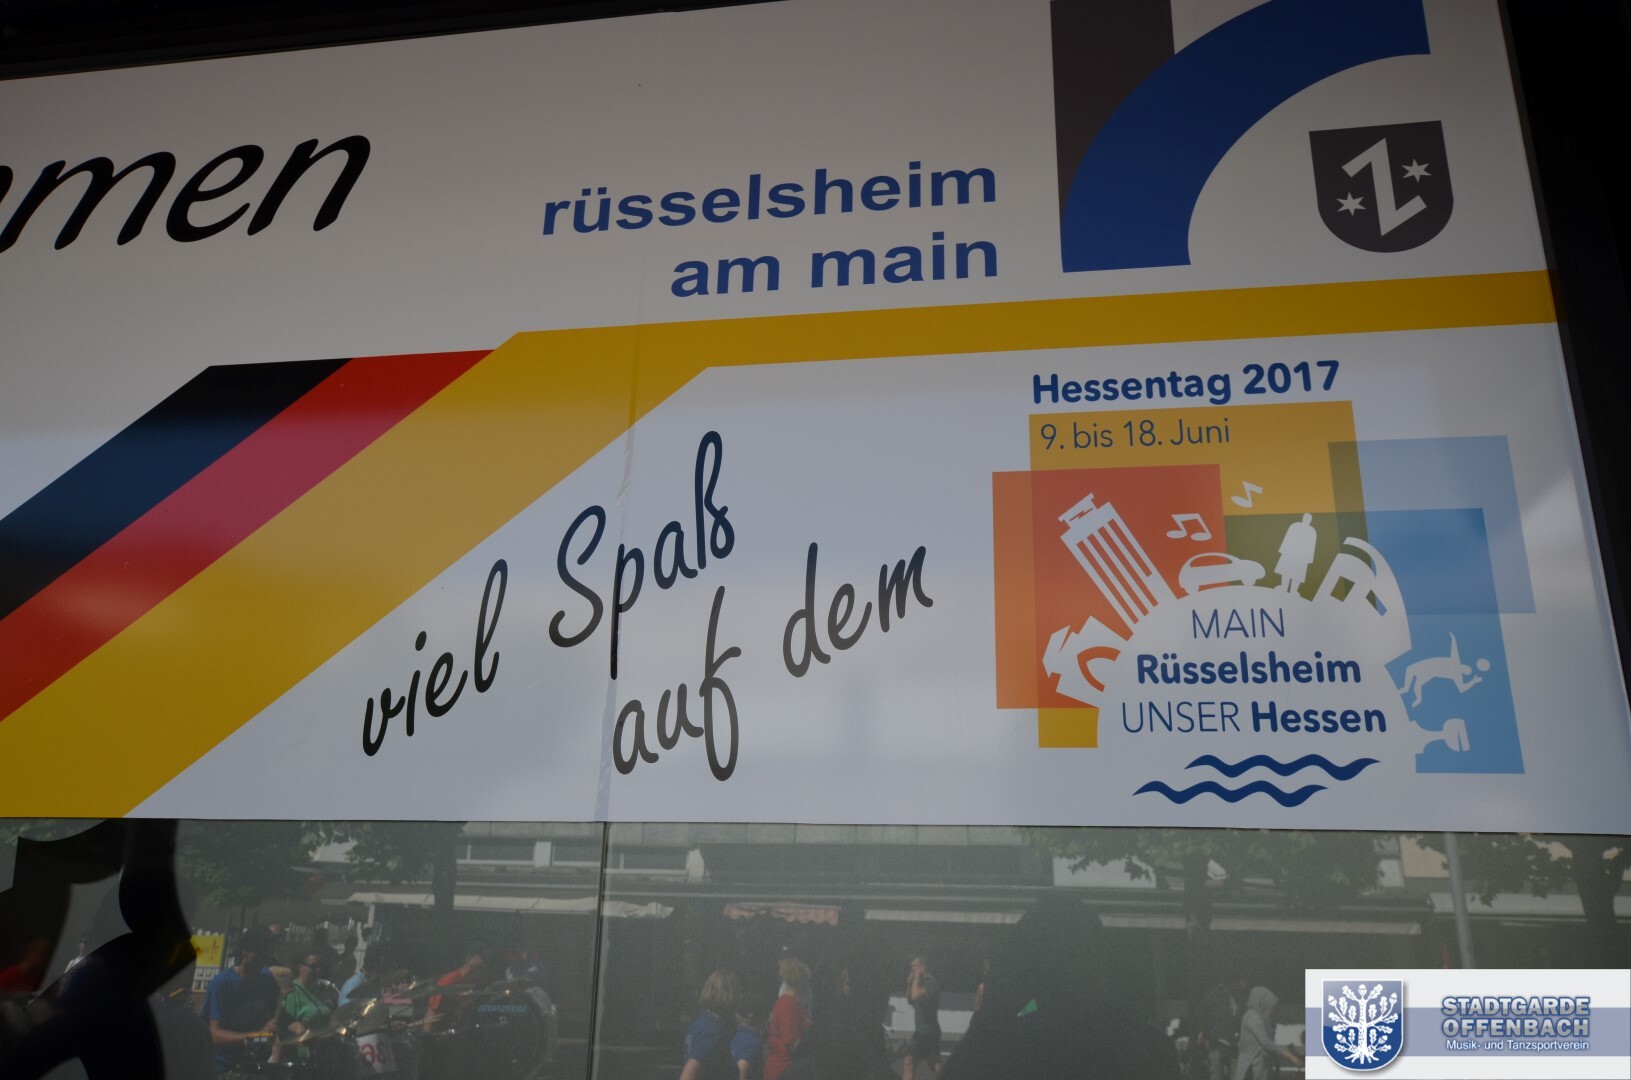 rüsselsheim
am main
Hessentag 2017
9. bis 18. Juni
viel Spaß
auf dem
MAIN
Rüsselsheim
UNSER Hessen
STADTGARDE
OFFENBACH
Musik- und Tanzsportverein